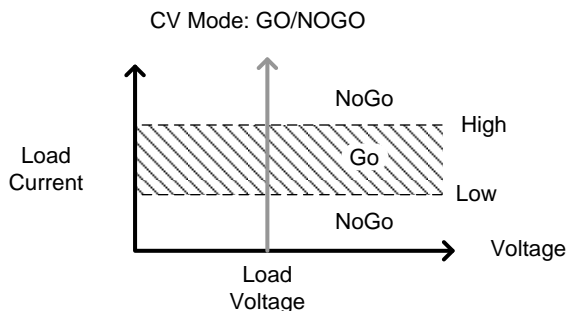 CV Mode: GO/NOGO
NoGo
High
Load
Current
Go
Low
NoGo
Voltage
Load
Voltage